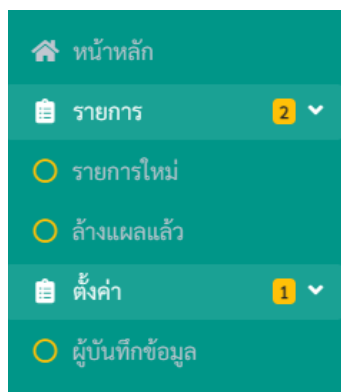 หน้าหลัก
รายการ 2
รายการใหม่
ล้างแผลแล้ว
ตั้งค่า 1
ผู้บันทึกข้อมูล